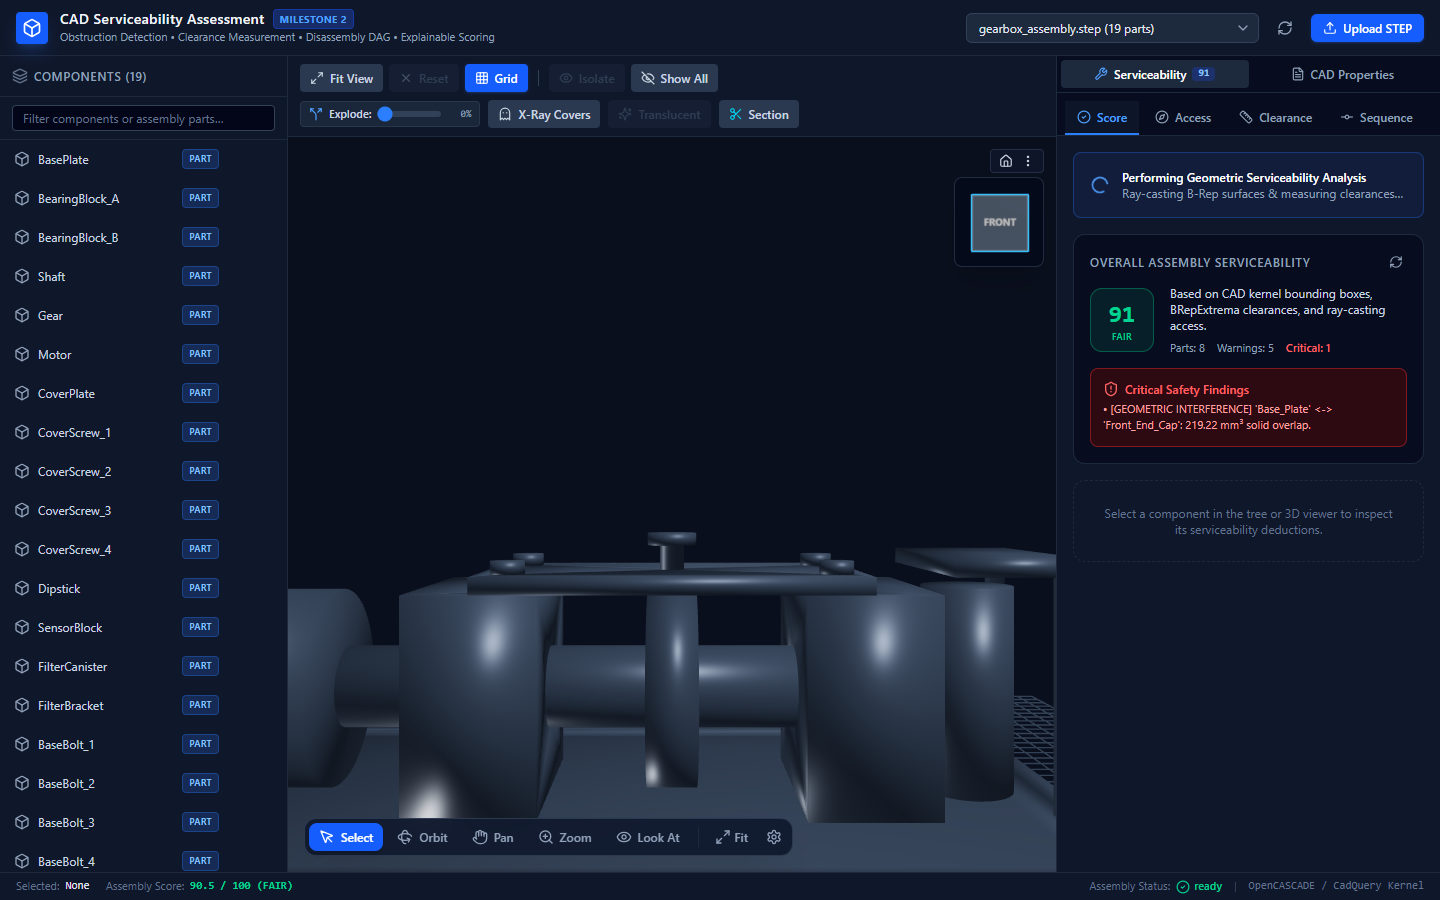 CAD Serviceability Assessment MILESTONE 2
Obstruction Detection • Clearance Measurement • Disassembly DAG • Explainable Scoring
gearbox_assembly.step (19 parts)
Upload STEP
COMPONENTS (19)
Filter components or assembly parts...
BasePlate PART
BearingBlock_A PART
BearingBlock_B PART
Shaft PART
Gear PART
Motor PART
CoverPlate PART
CoverScrew_1 PART
CoverScrew_2 PART
CoverScrew_3 PART
CoverScrew_4 PART
Dipstick PART
SensorBlock PART
FilterCanister PART
FilterBracket PART
BaseBolt_1 PART
BaseBolt_2 PART
BaseBolt_3 PART
BaseBolt_4 PART
Fit View Reset Grid Isolate Show All
Explode: 0% X-Ray Covers Translucent Section
FRONT
Select Orbit Pan Zoom Look At Fit
Serviceability 91 CAD Properties
Score Access Clearance Sequence
Performing Geometric Serviceability Analysis
Ray-casting B-Rep surfaces & measuring clearances...
OVERALL ASSEMBLY SERVICEABILITY
91
FAIR
Based on CAD kernel bounding boxes,
BRepExtrema clearances, and ray-casting
access.
Parts: 8 Warnings: 5 Critical: 1
Critical Safety Findings
• [GEOMETRIC INTERFERENCE] 'Base_Plate' <->
'Front_End_Cap': 219.22 mm³ solid overlap.
Select a component in the tree or 3D viewer to inspect
its serviceability deductions.
Selected: None Assembly Score: 90.5 / 100 (FAIR)
Assembly Status: ready | OpenCASCADE / CadQuery Kernel